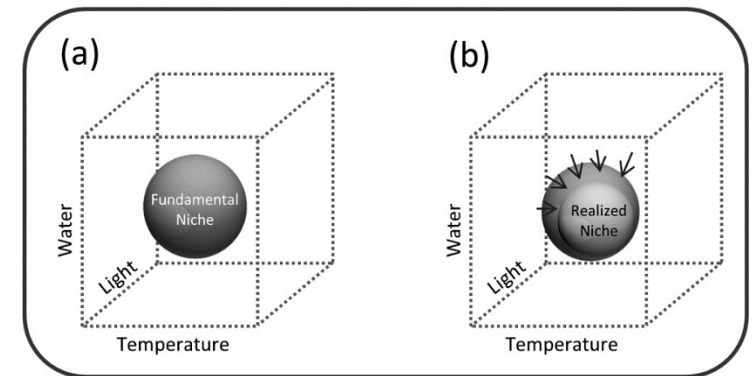 (a)
Fundamental
Niche
Water
Light
Temperature
(b)
Realized
Niche
Water
Light
Temperature